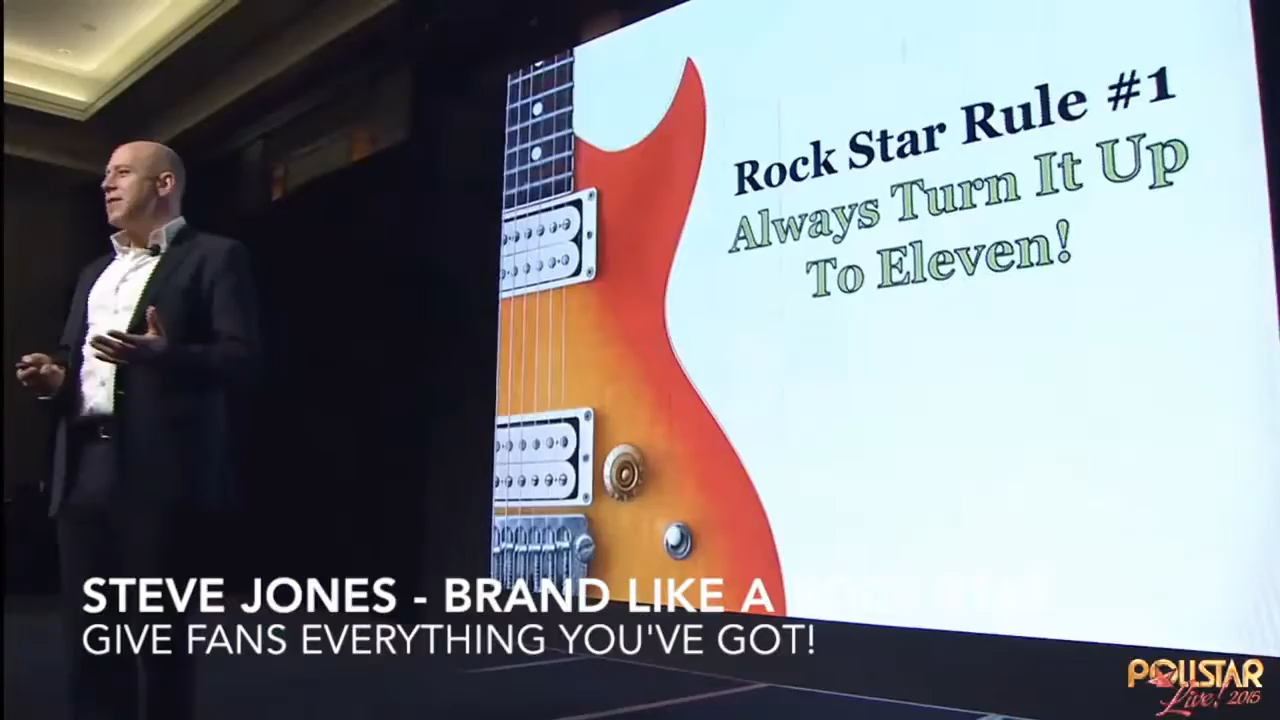 Rock Star Rule #1
Always Turn It Up
To Eleven!
STEVE JONES - BRAND LIKE A
GIVE FANS EVERYTHING YOU'VE GOT!
POLLSTAR
Live! 2015